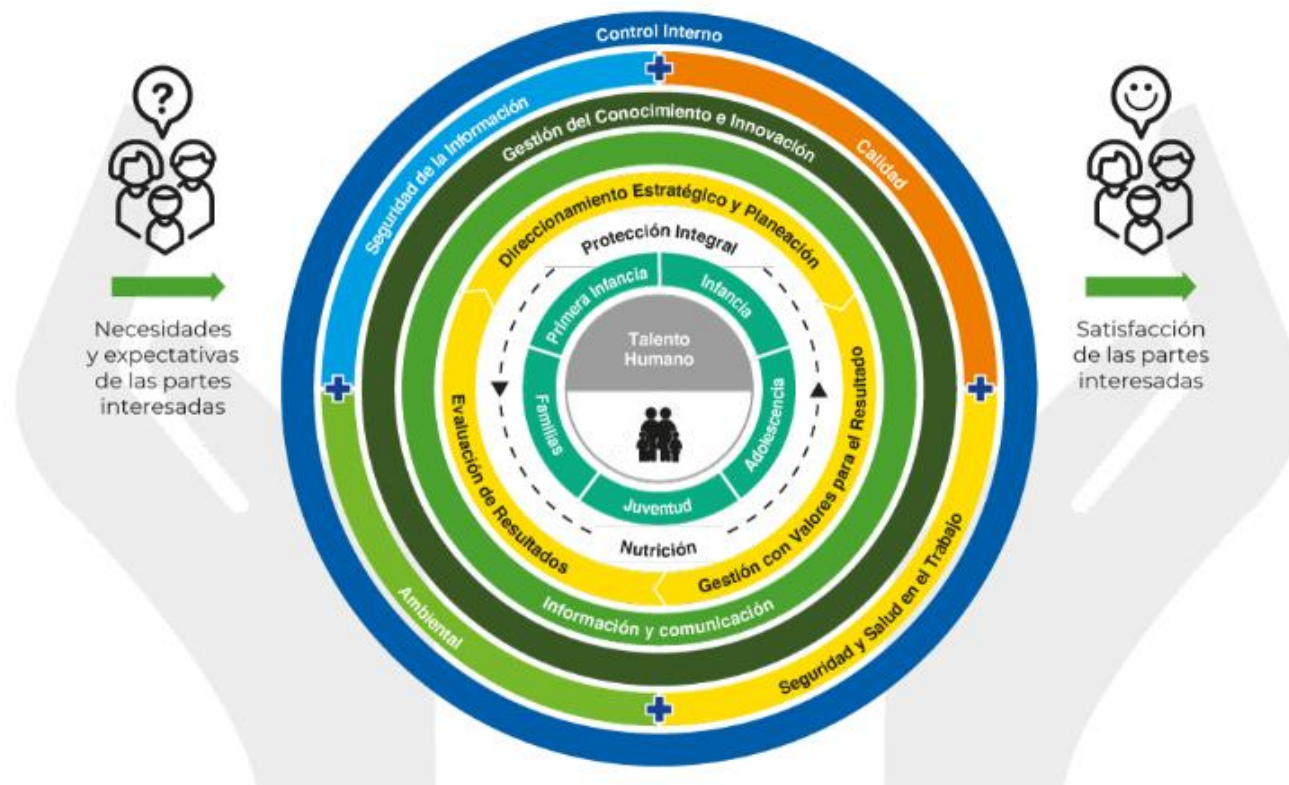 Control Interno
Seguridad de la Información
Calidad
Gestión del Conocimiento e Innovación
Direccionamiento Estratégico y Planeación
Protección Integral
Primera Infancia
Infancia
?
Necesidades
y expectativas
de las partes
interesadas
Talento
Humano
Satisfacción
de las partes
interesadas
Familias
Adolescencia
Juventud
Nutrición
Evaluación de Resultados
Gestión con Valores para el Resultado
Información y comunicación
Ambiental
Seguridad y Salud en el Trabajo